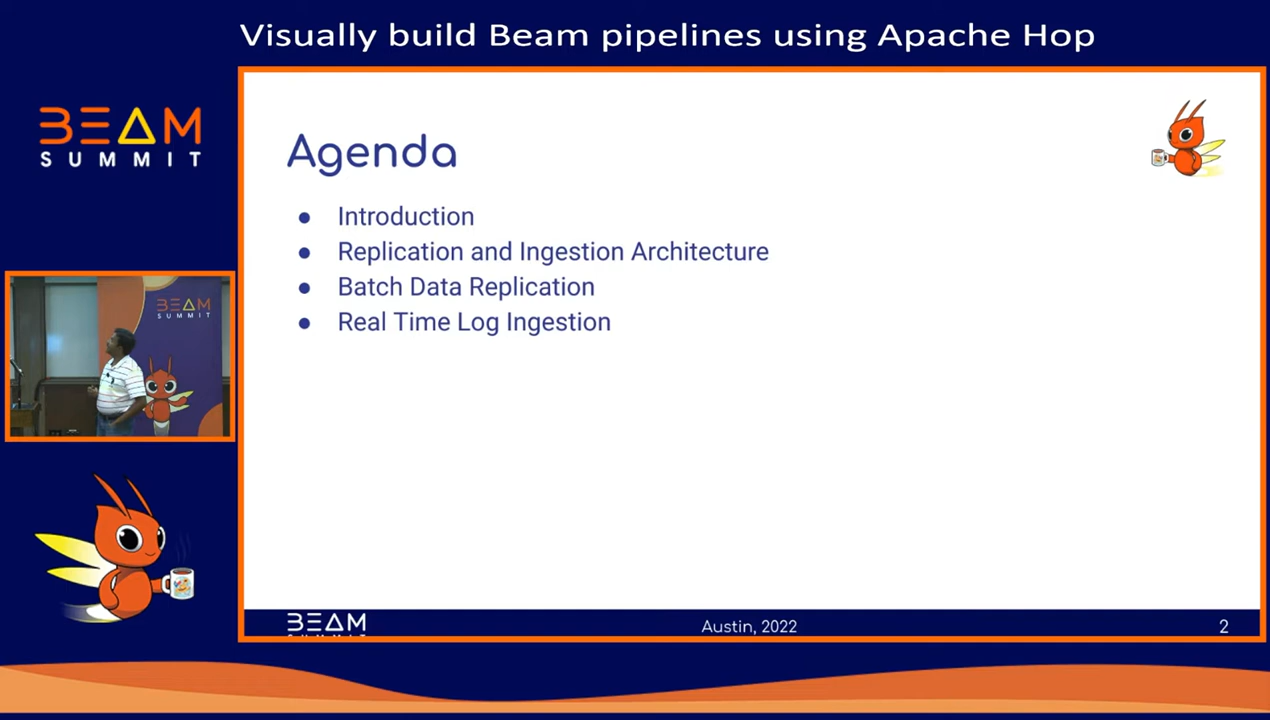 Visually build Beam pipelines using Apache Hop
BEAM
SUMMIT
Agenda
● Introduction
● Replication and Ingestion Architecture
● Batch Data Replication
● Real Time Log Ingestion
BEAM
SUMMIT
BEAM
Austin, 2022
2